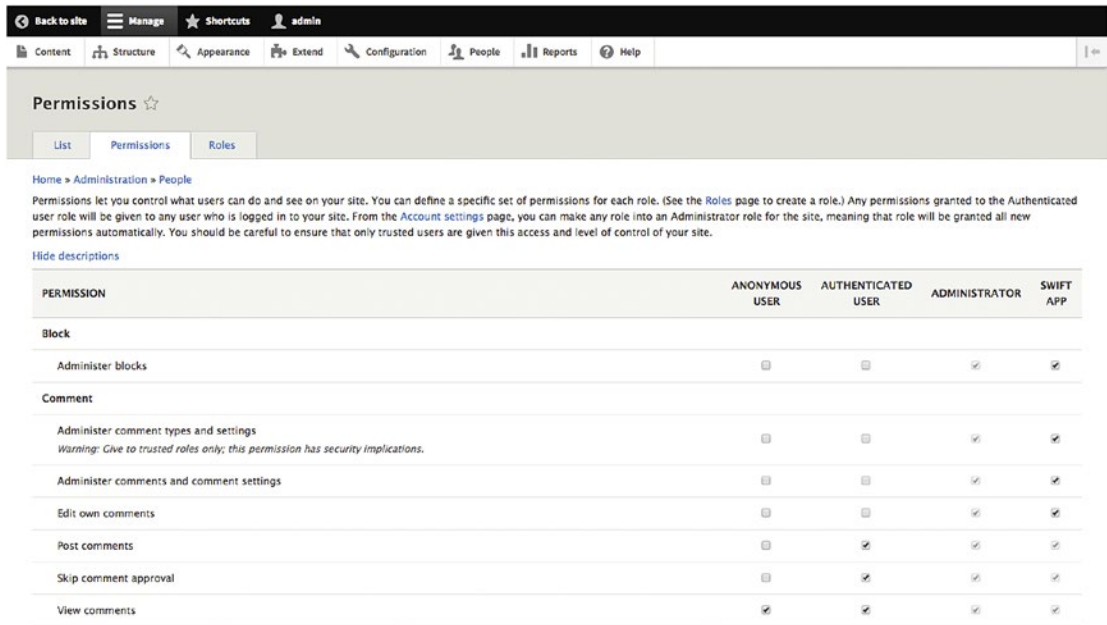 Back to site Manage Shortcuts admin
Content Structure Appearance Extend Configuration People Reports Help
Permissions
List Permissions Roles
Home » Administration » People
Permissions let you control what users can do and see on your site. You can define a specific set of permissions for each role. (See the Roles page to create a role.) Any permissions granted to the Authenticated
user role will be given to any user who is logged in to your site. From the Account settings page, you can make any role into an Administrator role for the site, meaning that role will be granted all new
permissions automatically. You should be careful to ensure that only trusted users are given this access and level of control of your site.
Hide descriptions
PERMISSION ANONYMOUS USER AUTHENTICATED USER ADMINISTRATOR SWIFT APP
Block
Administer blocks
Comment
Administer comment types and settings
Warning: Give to trusted roles only; this permission has security implications.
Administer comments and comment settings
Edit own comments
Post comments
Skip comment approval
View comments